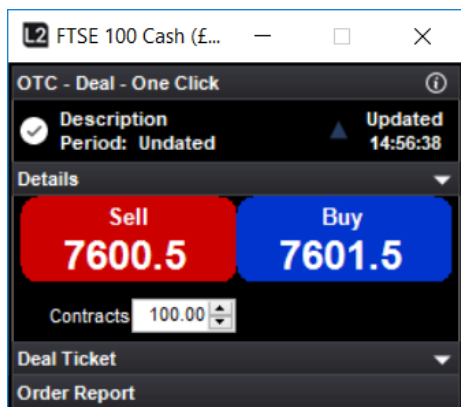 L2 FTSE 100 Cash (£...
OTC - Deal - One Click
Description
Period: Undated
Updated
14:56:38
Details
Sell
7600.5
Buy
7601.5
Contracts 100.00
Deal Ticket
Order Report